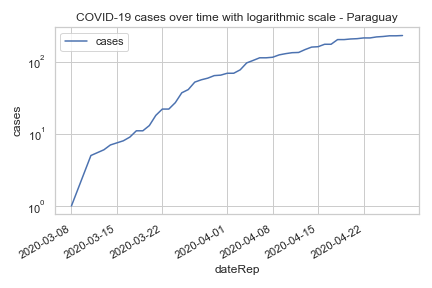 COVID-19 cases over time with logarithmic scale - Paraguay
cases
10²
10¹
10⁰
cases
2020-03-08
2020-03-15
2020-03-22
2020-04-01
2020-04-08
2020-04-15
2020-04-22
dateRep